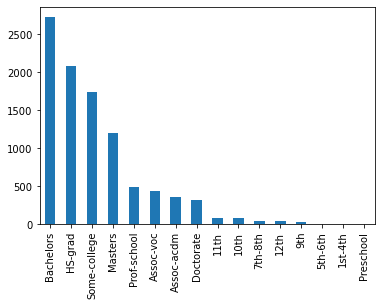 2500
2000
1500
1000
500
0
Bachelors
HS-grad
Some-college
Masters
Prof-school
Assoc-voc
Assoc-acdm
Doctorate
11th
10th
7th-8th
12th
9th
5th-6th
1st-4th
Preschool